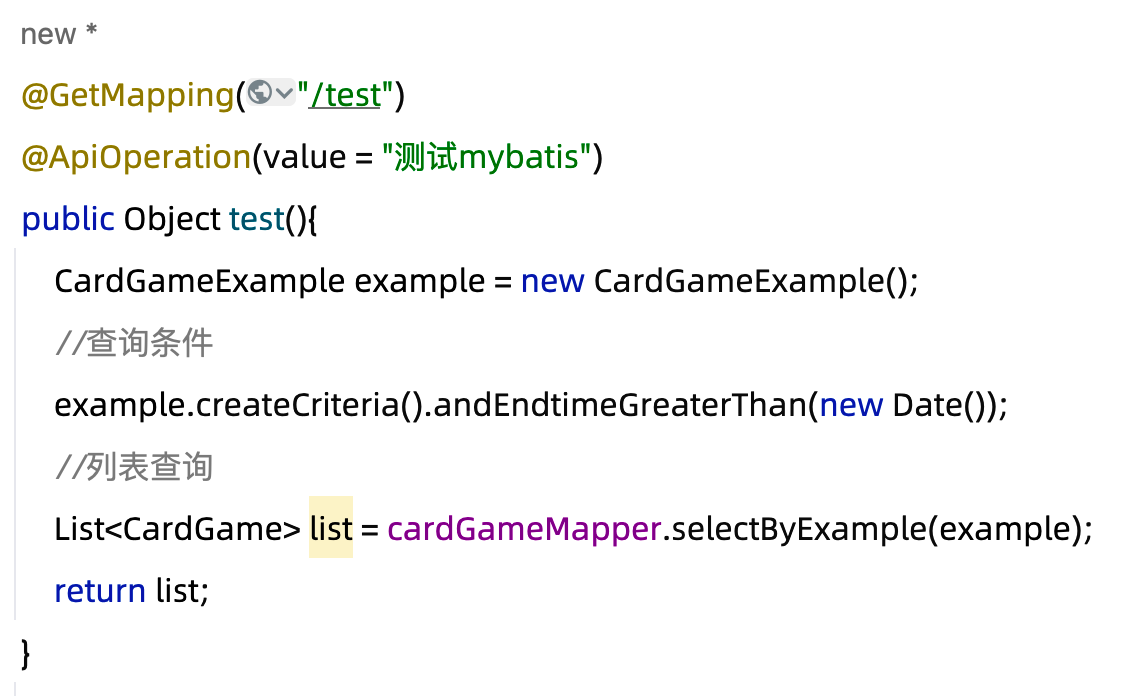 new *
@GetMapping("/test")
@ApiOperation(value = "测试mybatis")
public Object test(){
CardGameExample example = new CardGameExample();
//查询条件
example.createCriteria().andEndtimeGreaterThan(new Date());
//列表查询
List<CardGame> list = cardGameMapper.selectByExample(example);
return list;
}